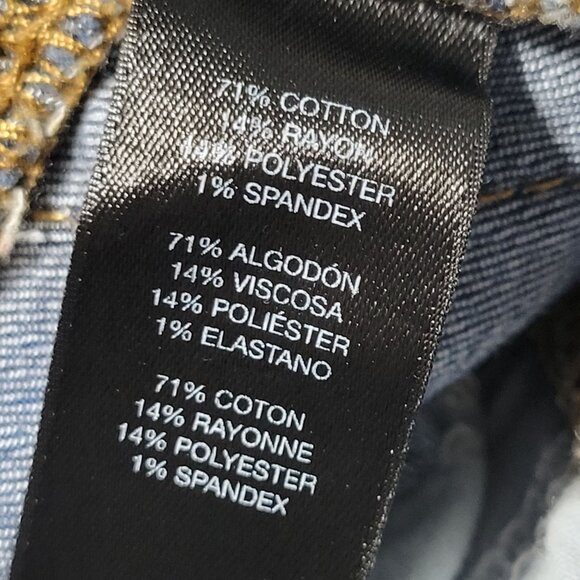 71% COTTON
14% RAYON
14% POLYESTER
1% SPANDEX
71% ALGODÓN
14% VISCOSA
14% POLIÉSTER
1% ELASTANO
71% COTON
14% RAYONNE
14% POLYESTER
1% SPANDEX